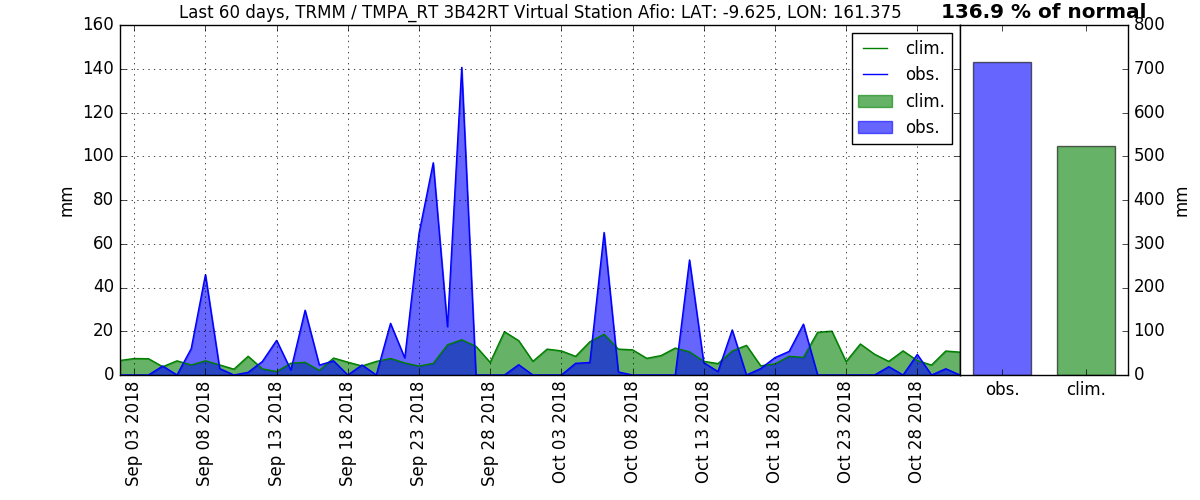 Last 60 days, TRMM / TMPA_RT 3B42RT Virtual Station Afio: LAT: -9.625, LON: 161.375
136.9 % of normal
160
140
120
100
80
60
40
20
0
mm
clim.
obs.
clim.
obs.
Sep 03 2018
Sep 08 2018
Sep 13 2018
Sep 18 2018
Sep 23 2018
Sep 28 2018
Oct 03 2018
Oct 08 2018
Oct 13 2018
Oct 18 2018
Oct 23 2018
Oct 28 2018
800
700
600
500
400
300
200
100
0
mm
obs.
clim.